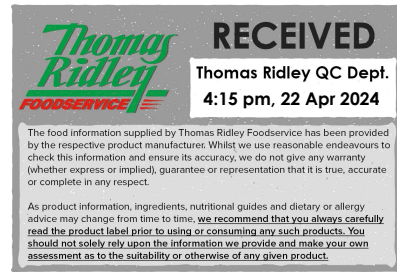 Thomas
Ridley
FOODSERVICE
RECEIVED
Thomas Ridley QC Dept.
4:15 pm, 22 Apr 2024
The food information supplied by Thomas Ridley Foodservice has been provided
by the respective product manufacturer. Whilst we use reasonable endeavours to
check this information and ensure its accuracy, we do not give any warranty
(whether express or implied), guarantee or representation that it is true, accurate
or complete in any respect.
As product information, ingredients, nutritional guides and dietary or allergy
advice may change from time to time, we recommend that you always carefully
read the product label prior to using or consuming any such products. You
should not solely rely upon the information we provide and make your own
assessment as to the suitability or otherwise of any given product.